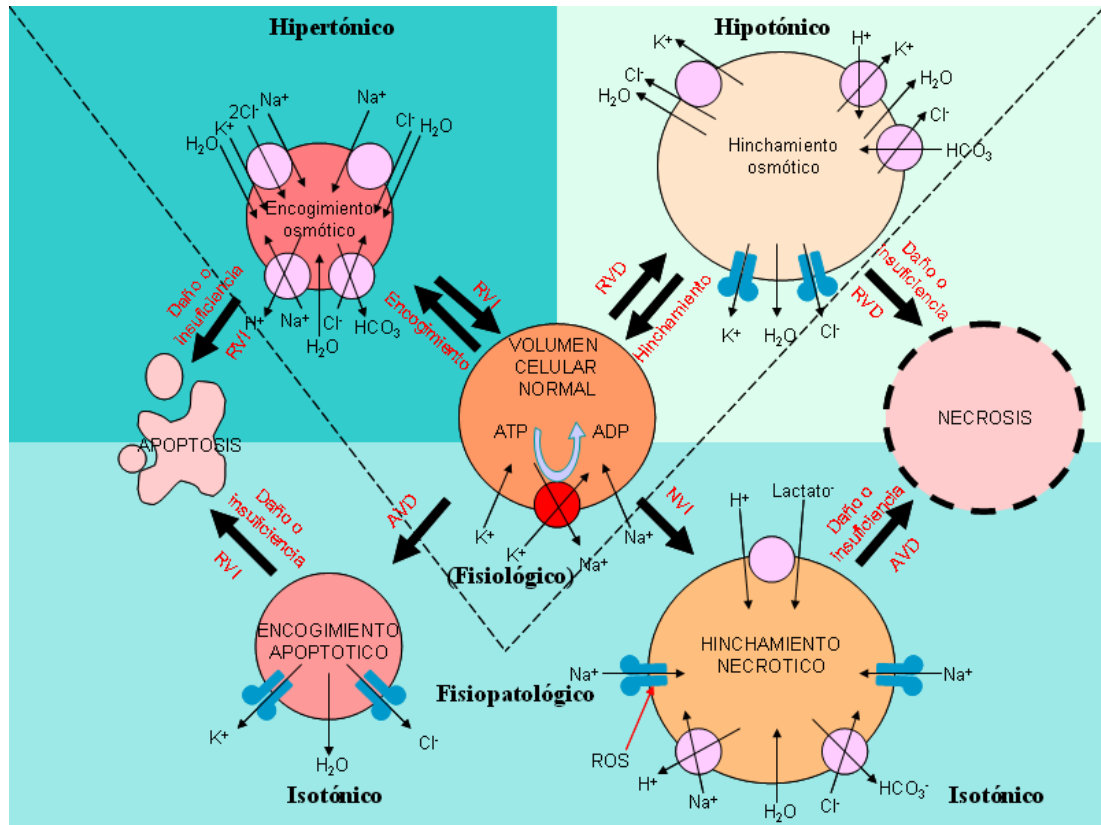 Hipertónico
Hipotónico
H₂O
K⁺
2Cl⁻
Na⁺
Cl⁻
H₂O
Encogimiento
osmótico
H⁺
Na⁺
H₂O
Cl⁻
HCO₃
K⁺
Cl⁻
H₂O
H⁺
K⁺
H₂O
Cl⁻
HCO₃
Hinchamiento
osmótico
K⁺
H₂O
Cl⁻
Daño o
insuficiencia
RVI
RVI
Encogimiento
RVD
Hinchamiento
Daño o
insuficiencia
RVD
VOLUMEN
CELULAR
NORMAL
ATP
ADP
K⁺
K⁺
Na⁺
Na⁺
(Fisiológico)
APOPTOSIS
NECROSIS
Daño o
insuficiencia
RVI
AVD
NVI
Daño o
insuficiencia
AVD
ENCOGIMIENTO
APOPTOTICO
K⁺
H₂O
Cl⁻
Isotónico
Fisiopatológico
H⁺
Lactato⁻
HINCHAMIENTO
NECROTICO
Na⁺
Na⁺
ROS
H⁺
Na⁺
H₂O
Cl⁻
HCO₃⁻
Isotónico